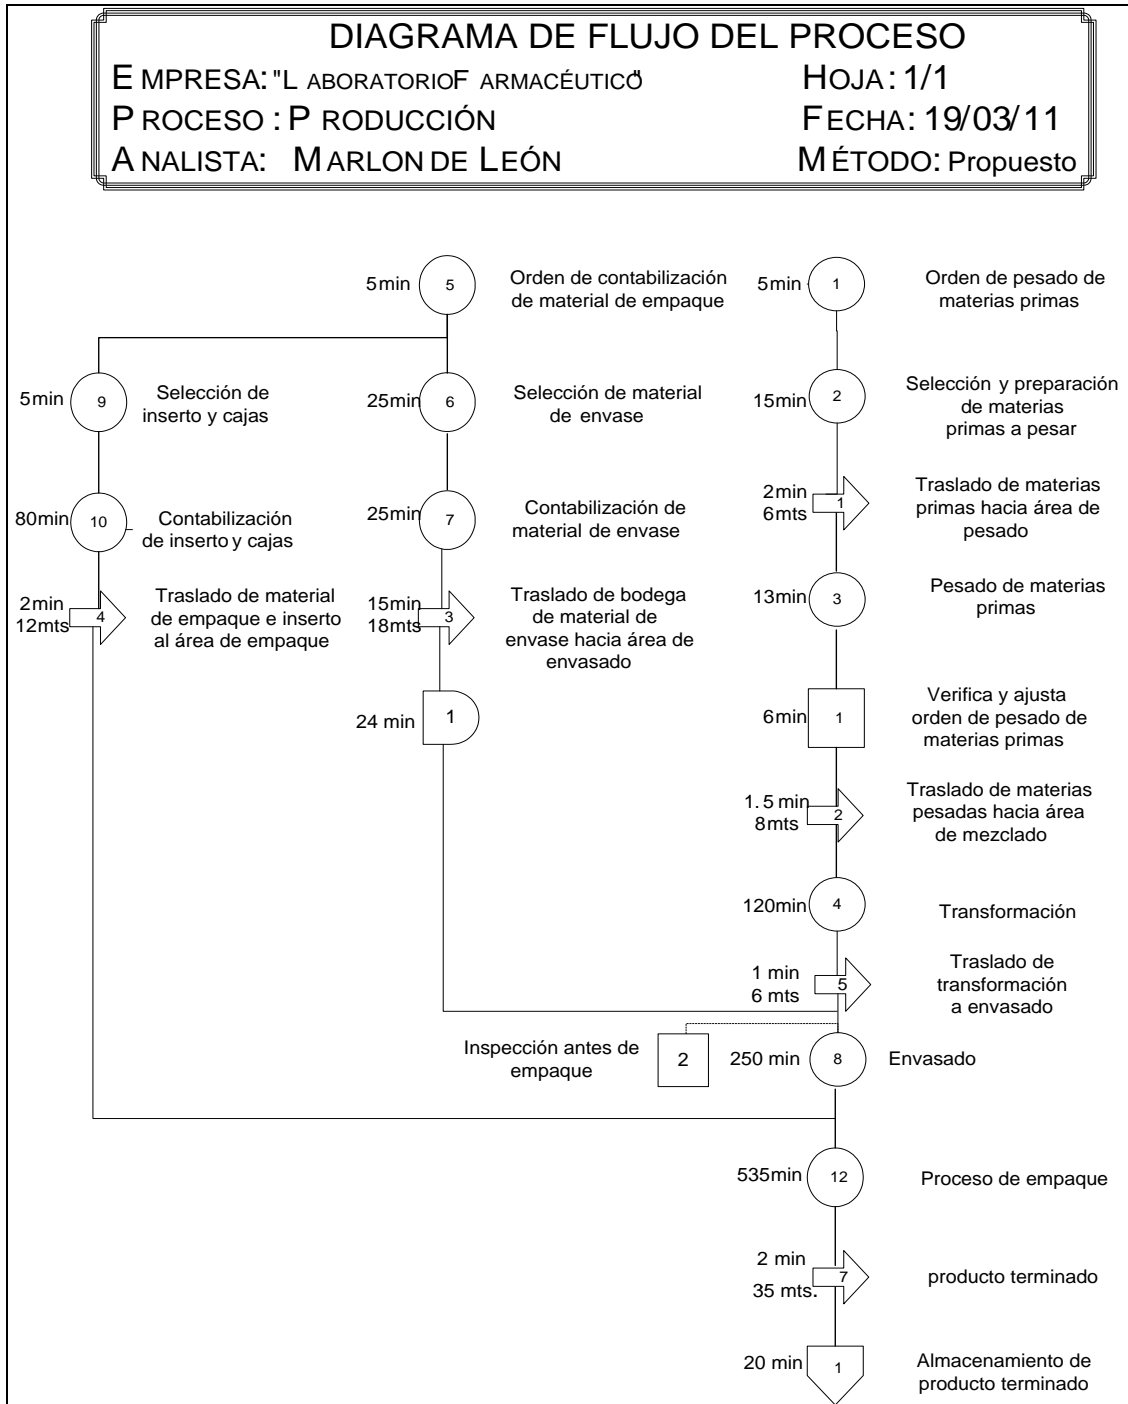 DIAGRAMA DE FLUJO DEL PROCESO
EMPRESA: "LABORATORIO FARMACÉUTICO" HOJA: 1/1
PROCESO : PRODUCCIÓN FECHA: 19/03/11
ANALISTA: MARLON DE LEÓN MÉTODO: Propuesto
5min 5 Orden de contabilización
de material de empaque
5min 1 Orden de pesado de
materias primas
5min 9 Selección de
inserto y cajas
25min 6 Selección de material
de envase
15min 2 Selección y preparación
de materias
primas a pesar
2min
6mts 1 Traslado de materias
primas hacia área de
pesado
80min 10 Contabilización
de inserto y cajas
25min 7 Contabilización de
material de envase
13min 3 Pesado de materias
primas
2min
12mts 4 Traslado de material
de empaque e inserto
al área de empaque
15min
18mts 3 Traslado de bodega
de material de
envase hacia área de
envasado
24 min 1
6min 1 Verifica y ajusta
orden de pesado de
materias primas
1.5 min
8mts 2 Traslado de materias
pesadas hacia área
de mezclado
120min 4 Transformación
1 min
6 mts 5 Traslado de
transformación
a envasado
Inspección antes de
empaque 2
250 min 8 Envasado
535min 12 Proceso de empaque
2 min
35 mts. 7 producto terminado
20 min 1 Almacenamiento de
producto terminado